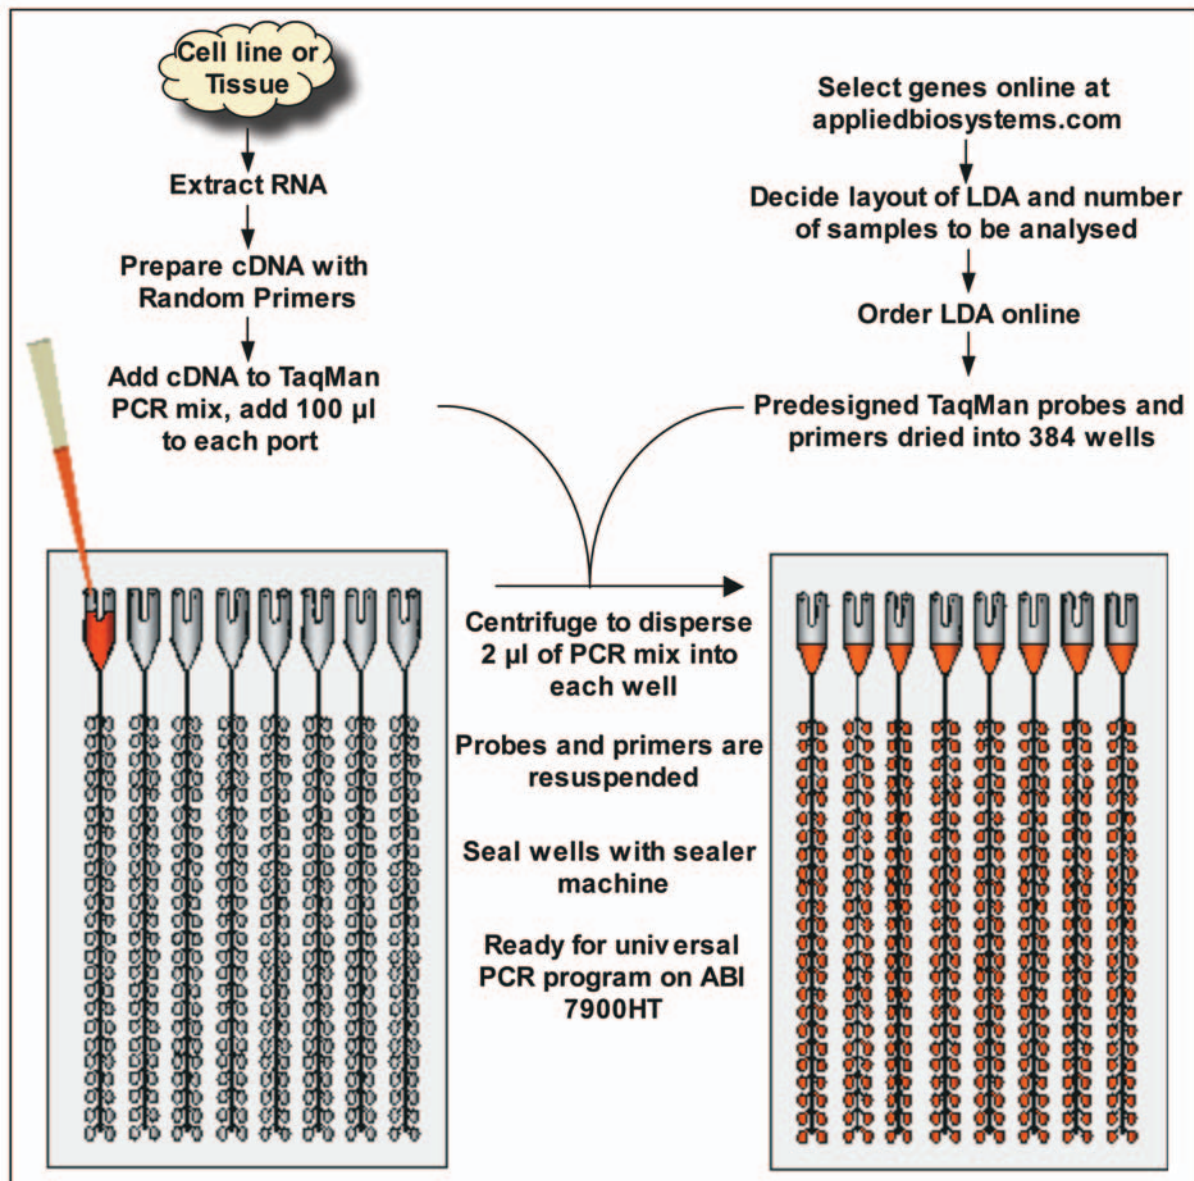 Cell line or
Tissue
Extract RNA
Prepare cDNA with
Random Primers
Add cDNA to TaqMan
PCR mix, add 100 µl
to each port
Select genes online at
appliedbiosystems.com
Decide layout of LDA and number
of samples to be analysed
Order LDA online
Predesigned TaqMan probes and
primers dried into 384 wells
Centrifuge to disperse
2 µl of PCR mix into
each well
Probes and primers are
resuspended
Seal wells with sealer
machine
Ready for universal
PCR program on ABI
7900HT